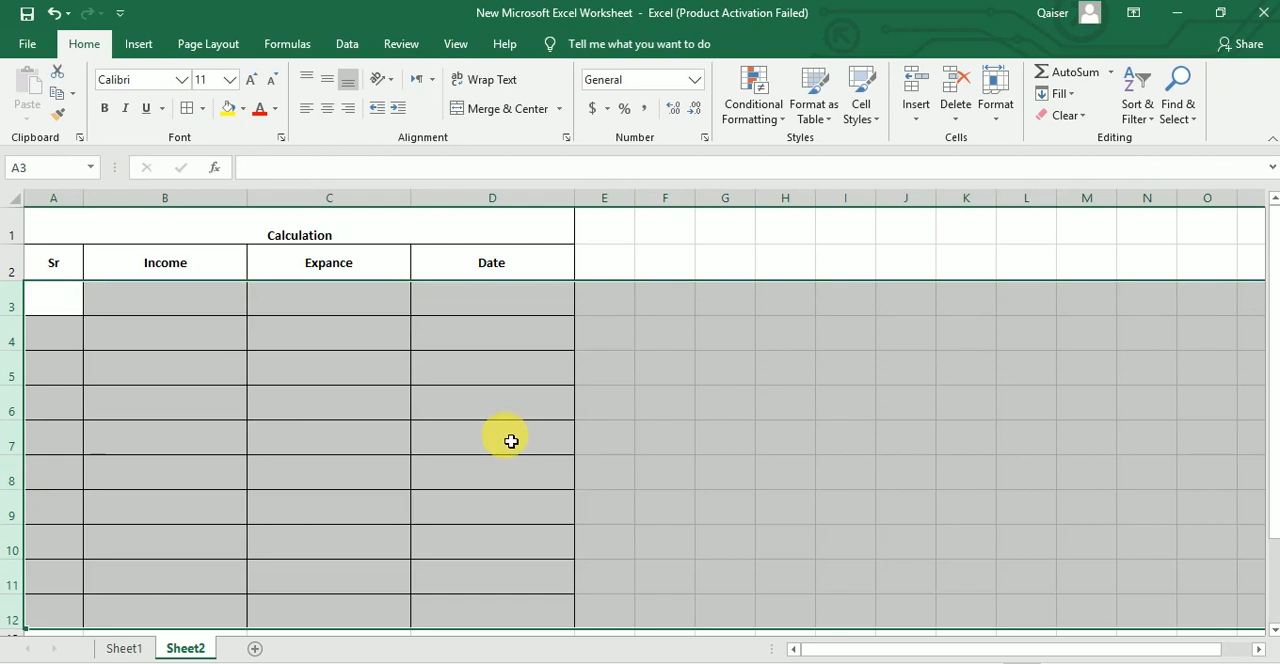 New Microsoft Excel Worksheet - Excel (Product Activation Failed)
Qaiser
File Home Insert Page Layout Formulas Data Review View Help Tell me what you want to do Share
Paste
Clipboard
Calibri 11
B I U
Font
Wrap Text
Merge & Center
Alignment
General
$ % ,
Number
Conditional Formatting
Format as Table
Cell Styles
Styles
Insert
Delete
Format
Cells
AutoSum
Fill
Clear
Sort & Filter
Find & Select
Editing
A3
fx
A B C D E F G H I J K L M N O
1 Calculation
2 Sr Income Expance Date
3
4
5
6
7
8
9
10
11
12
Sheet1 Sheet2